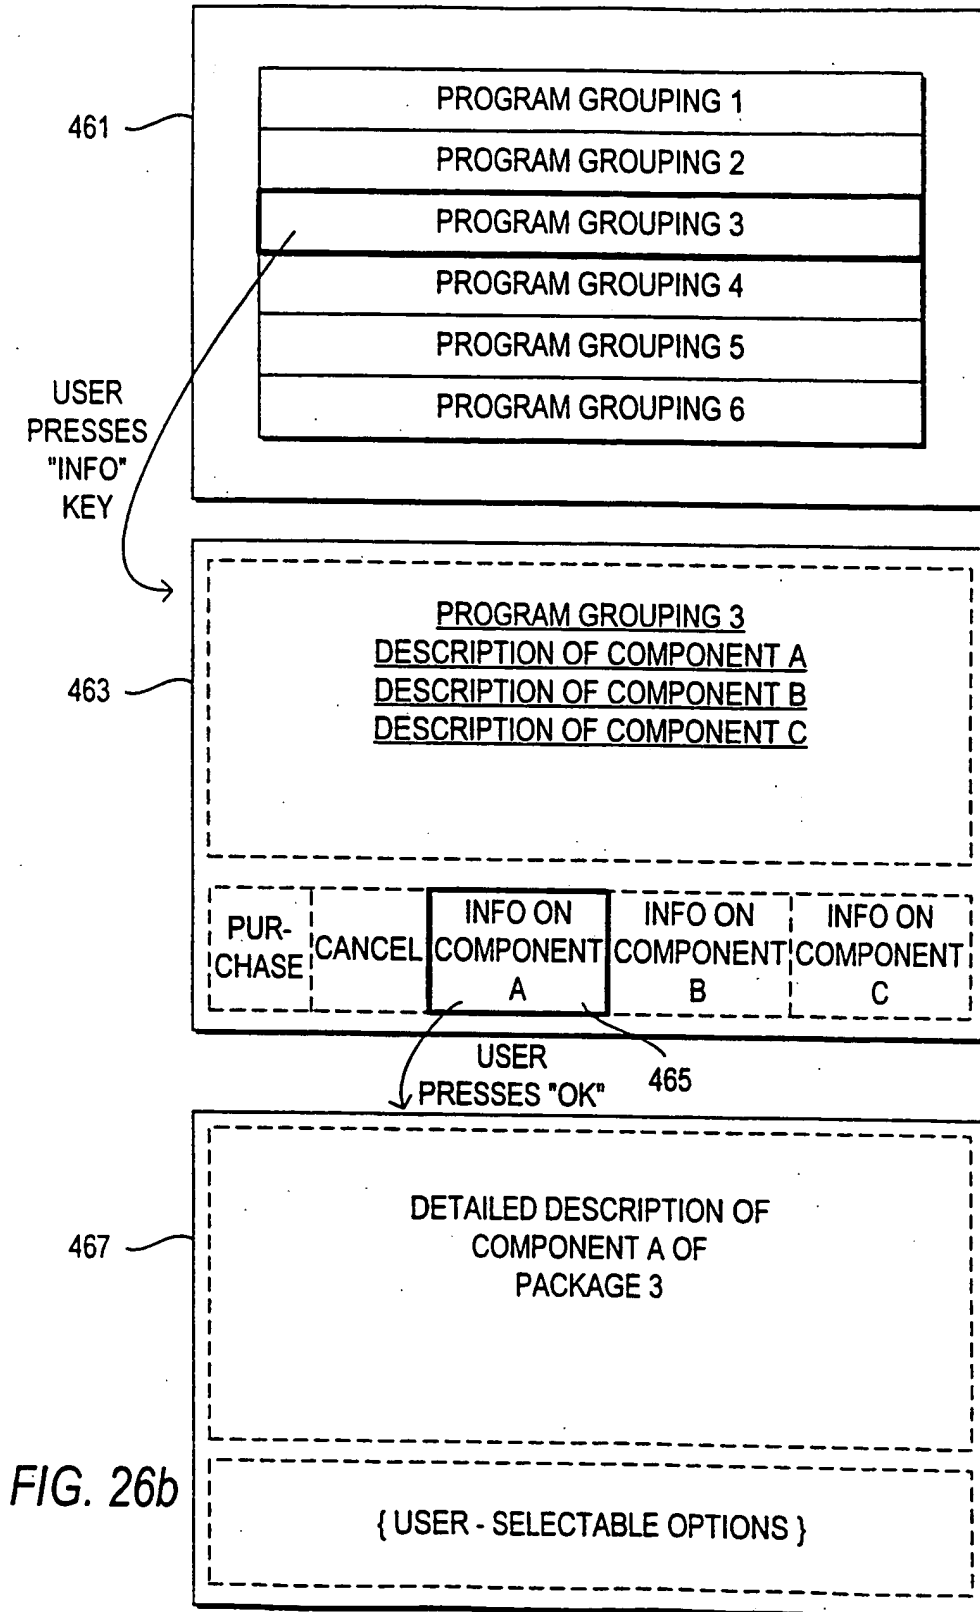 461
PROGRAM GROUPING 1
PROGRAM GROUPING 2
PROGRAM GROUPING 3
PROGRAM GROUPING 4
PROGRAM GROUPING 5
PROGRAM GROUPING 6
USER
PRESSES
"INFO"
KEY
463
PROGRAM GROUPING 3
DESCRIPTION OF COMPONENT A
DESCRIPTION OF COMPONENT B
DESCRIPTION OF COMPONENT C
PUR-
CHASE
CANCEL
INFO ON
COMPONENT
A
INFO ON
COMPONENT
B
INFO ON
COMPONENT
C
USER
PRESSES "OK"
465
467
DETAILED DESCRIPTION OF
COMPONENT A OF
PACKAGE 3
{ USER - SELECTABLE OPTIONS }
FIG. 26b